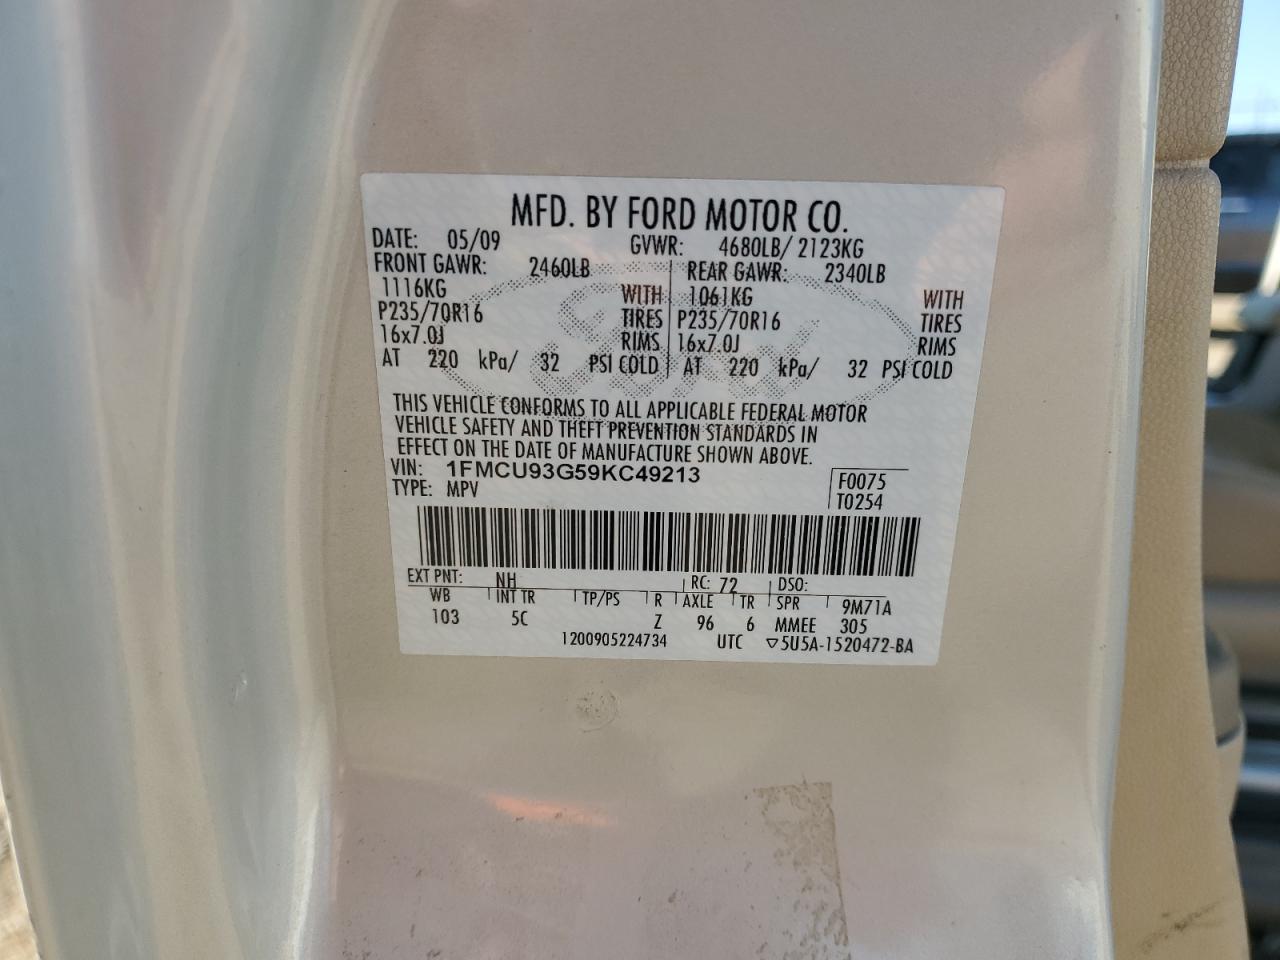 MFD. BY FORD MOTOR CO.
DATE: 05/09 GVWR: 4680LB/ 2123KG
FRONT GAWR: 2460LB REAR GAWR: 2340LB
1116KG WITH 1061KG WITH
P235/70R16 TIRES P235/70R16 TIRES
16x7.0J RIMS 16x7.0J RIMS
AT 220 kPa/ 32 PSI COLD AT 220 kPa/ 32 PSI COLD
THIS VEHICLE CONFORMS TO ALL APPLICABLE FEDERAL MOTOR
VEHICLE SAFETY AND THEFT PREVENTION STANDARDS IN
EFFECT ON THE DATE OF MANUFACTURE SHOWN ABOVE.
VIN: 1FMCU93G59KC49213 F0075
TYPE: MPV T0254
EXT PNT: NH RC: 72 DSO:
WB INT TR TP/PS R AXLE TR SPR 9M71A
103 5C Z 96 6 MMEE 305
1200905224734 UTC ▽5U5A-1520472-BA
Ford